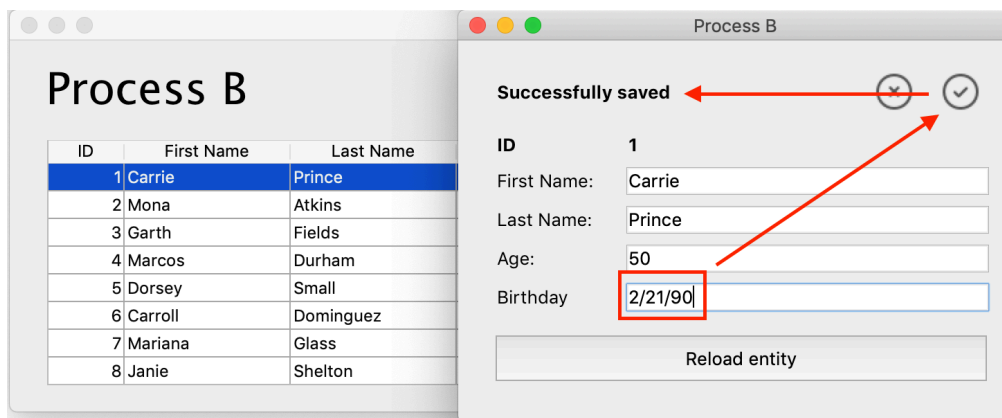 Process B
ID First Name Last Name
1 Carrie Prince
2 Mona Atkins
3 Garth Fields
4 Marcos Durham
5 Dorsey Small
6 Carroll Dominguez
7 Mariana Glass
8 Janie Shelton
Process B
Successfully saved
ID 1
First Name: Carrie
Last Name: Prince
Age: 50
Birthday 2/21/90
Reload entity